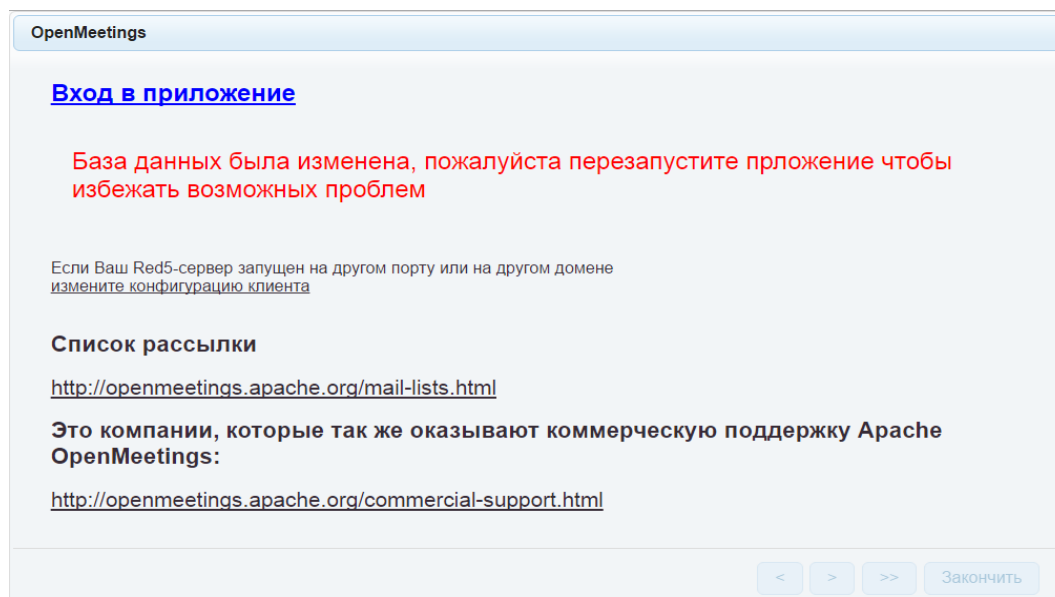 OpenMeetings
Вход в приложение
База данных была изменена, пожалуйста перезапустите прложение чтобы
избежать возможных проблем
Если Ваш Red5-сервер запущен на другом порту или на другом домене
измените конфигурацию клиента
Список рассылки
http://openmeetings.apache.org/mail-lists.html
Это компании, которые так же оказывают коммерческую поддержку Apache
OpenMeetings:
http://openmeetings.apache.org/commercial-support.html
< > >> Закончить